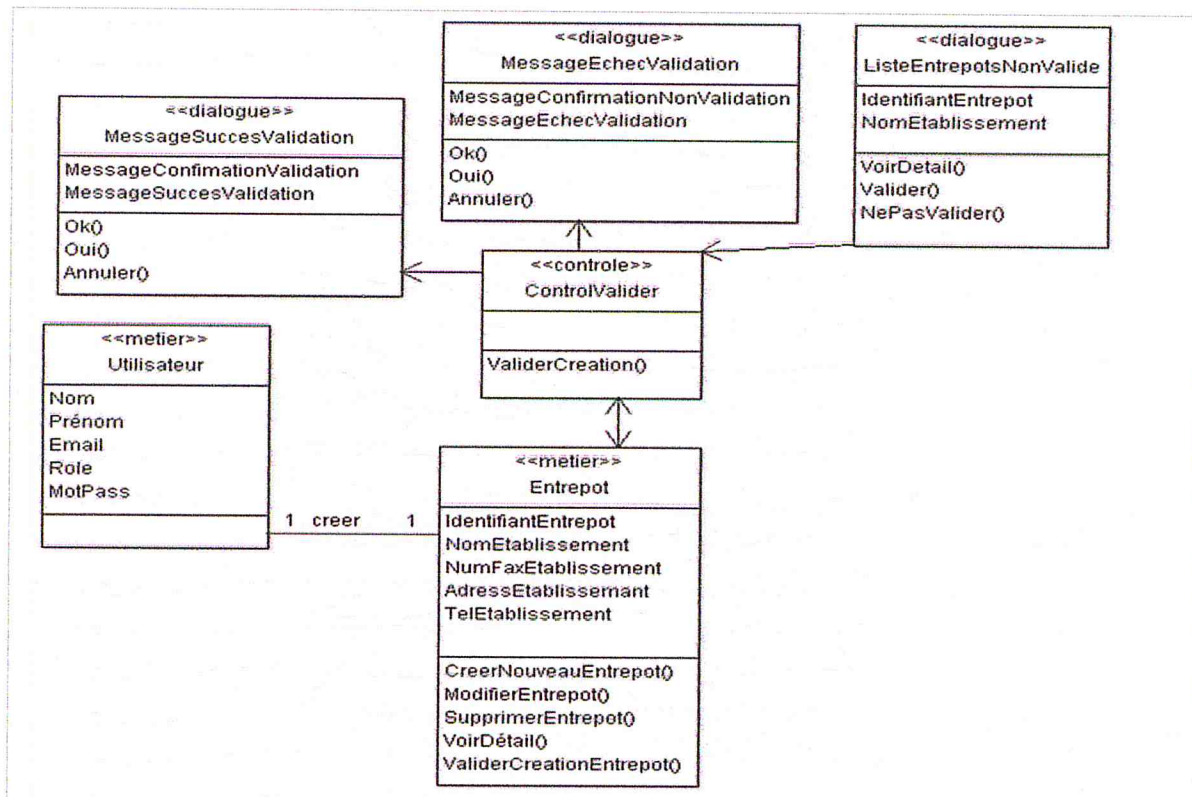 <<dialogue>>
MessageEchecValidation
MessageConfirmationNonValidation
MessageEchecValidation
Ok()
Oui()
Annuler()
<<dialogue>>
ListeEntrepotsNonValide
IdentifiantEntrepot
NomEtablissement
VoirDetail()
Valider()
NePasValider()
<<dialogue>>
MessageSuccesValidation
MessageConfimationValidation
MessageSuccesValidation
Ok()
Oui()
Annuler()
<<controle>>
ControlValider
ValiderCreation()
<<metier>>
Utilisateur
Nom
Prénom
Email
Role
MotPass
1 creer 1
<<metier>>
Entrepot
IdentifiantEntrepot
NomEtablissement
NumFaxEtablissement
AdressEtablissemant
TelEtablissement
CreerNouveauEntrepot()
ModifierEntrepot()
SupprimerEntrepot()
VoirDétail()
ValiderCreationEntrepot()